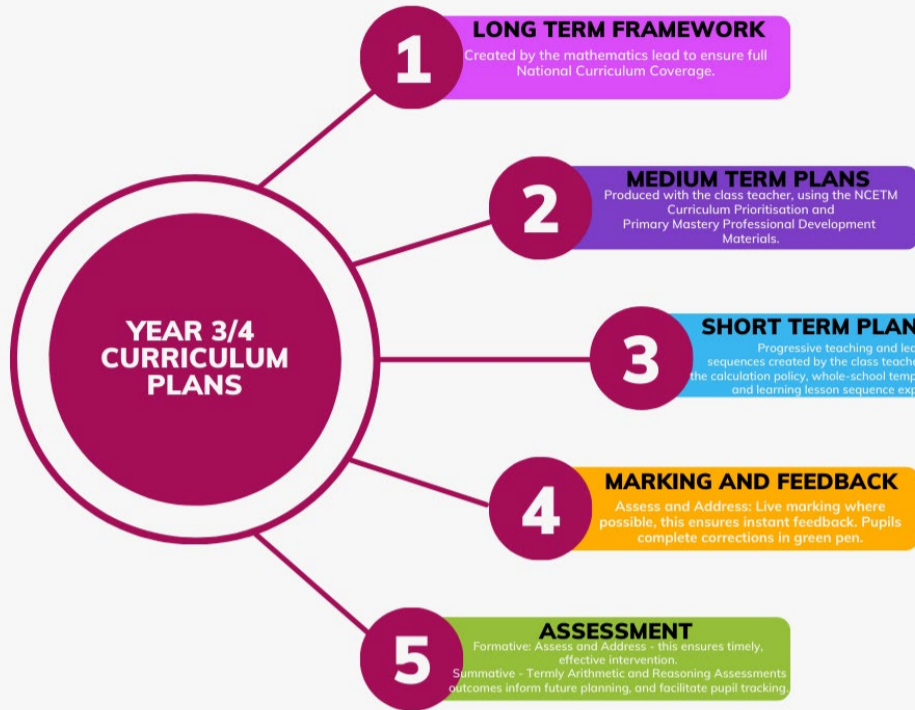 YEAR 3/4
CURRICULUM
PLANS
1
LONG TERM FRAMEWORK
Created by the mathematics lead to ensure full
National Curriculum Coverage.
2
MEDIUM TERM PLANS
Produced with the class teacher, using the NCETM
Curriculum Prioritisation and
Primary Mastery Professional Development
Materials.
3
SHORT TERM PLAN
Progressive teaching and
sequences created by the class
the calculation policy, whole-school
and learning lesson sequence
4
MARKING AND FEEDBACK
Assess and Address: Live marking where
possible, this ensures instant feedback. Pupils
complete corrections in green pen.
5
ASSESSMENT
Formative: Assess and Address - this ensures timely,
effective intervention.
Summative - Termly Arithmetic and Reasoning Assessments
outcomes inform future planning, and facilitate pupil tracking.